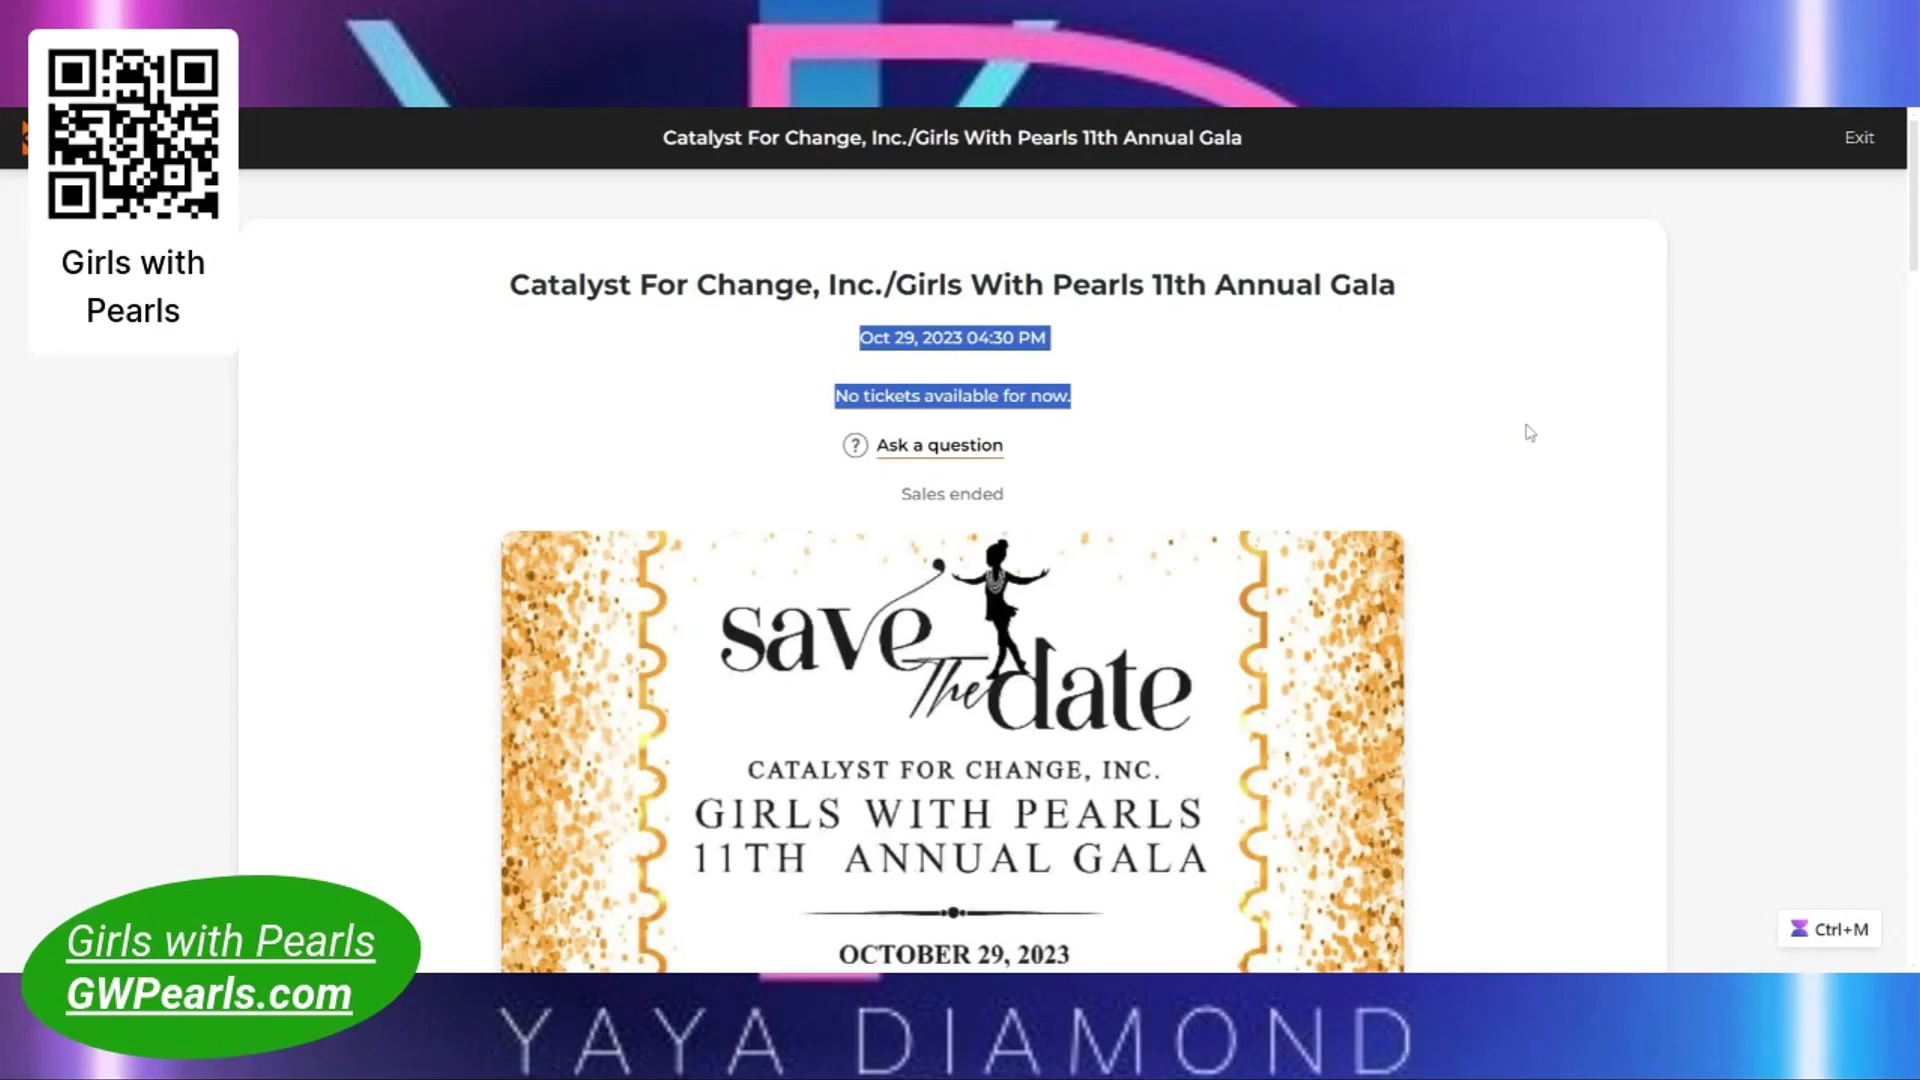 Girls with
Pearls
Catalyst For Change, Inc./Girls With Pearls 11th Annual Gala
Exit
Catalyst For Change, Inc./Girls With Pearls 11th Annual Gala
Oct 29, 2023 04:30 PM
No tickets available for now.
? Ask a question
Sales ended
save
The date
CATALYST FOR CHANGE, INC.
GIRLS WITH PEARLS
11TH ANNUAL GALA
OCTOBER 29, 2023
Ctrl+M
Girls with Pearls
GWPearls.com
YAYA DIAMOND